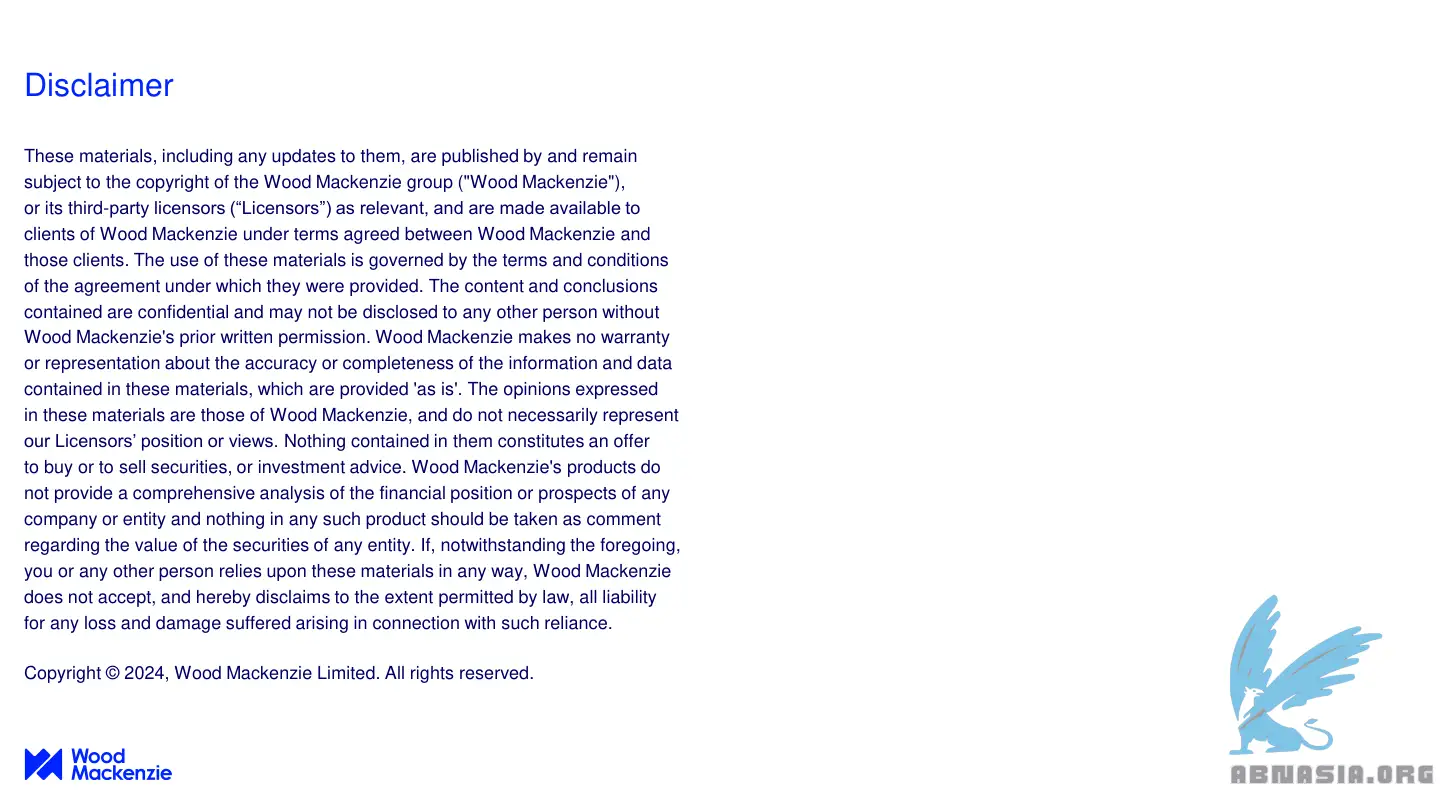 Disclaimer
These materials, including any updates to them, are published by and remain
subject to the copyright of the Wood Mackenzie group ("Wood Mackenzie"),
or its third-party licensors (“Licensors”) as relevant, and are made available to
clients of Wood Mackenzie under terms agreed between Wood Mackenzie and
those clients. The use of these materials is governed by the terms and conditions
of the agreement under which they were provided. The content and conclusions
contained are confidential and may not be disclosed to any other person without
Wood Mackenzie's prior written permission. Wood Mackenzie makes no warranty
or representation about the accuracy or completeness of the information and data
contained in these materials, which are provided 'as is'. The opinions expressed
in these materials are those of Wood Mackenzie, and do not necessarily represent
our Licensors’ position or views. Nothing contained in them constitutes an offer
to buy or to sell securities, or investment advice. Wood Mackenzie's products do
not provide a comprehensive analysis of the financial position or prospects of any
company or entity and nothing in any such product should be taken as comment
regarding the value of the securities of any entity. If, notwithstanding the foregoing,
you or any other person relies upon these materials in any way, Wood Mackenzie
does not accept, and hereby disclaims to the extent permitted by law, all liability
for any loss and damage suffered arising in connection with such reliance.
Copyright © 2024, Wood Mackenzie Limited. All rights reserved.
Wood
Mackenzie
ABNASIA.ORG